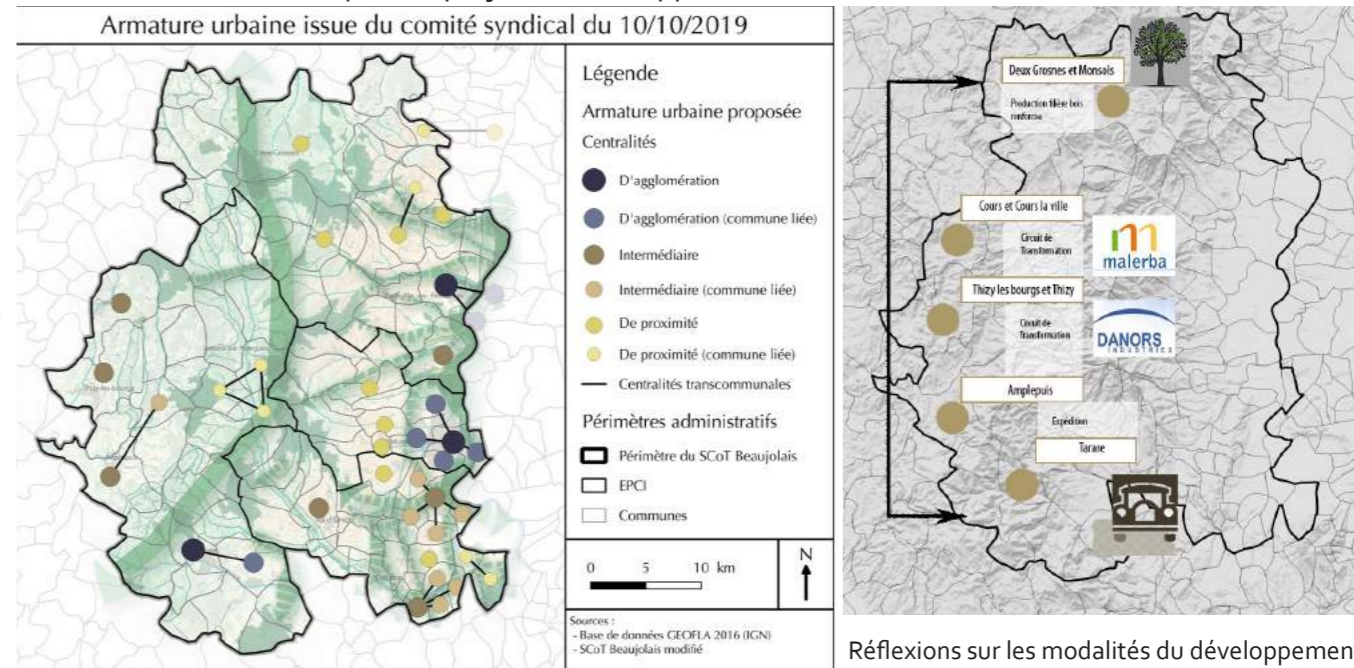 Armature urbaine issue du comité syndical du 10/10/2019
Légende
Armature urbaine proposée
Centralités
D'agglomération
D'agglomération (commune liée)
Intermédiaire
Intermédiaire (commune liée)
De proximité
De proximité (commune liée)
Centralités transcommunales
Périmètres administratifs
Périmètre du SCoT Beaujolais
EPCI
Communes
0 5 10 km
N
Sources :
- Base de données GEOFLA 2016 (IGN)
- SCoT Beaujolais modifié
Deux Grosnes et Monsols
Production filière bois
renforcée
Cours et Cours la ville
Circuit de
Transformation
malerba
Thizy les bourgs et Thizy
Circuit de
Transformation
DANORS
INDUSTRIES
Amplepuis
Expédition
Tarare
Réflexions sur les modalités du développemen